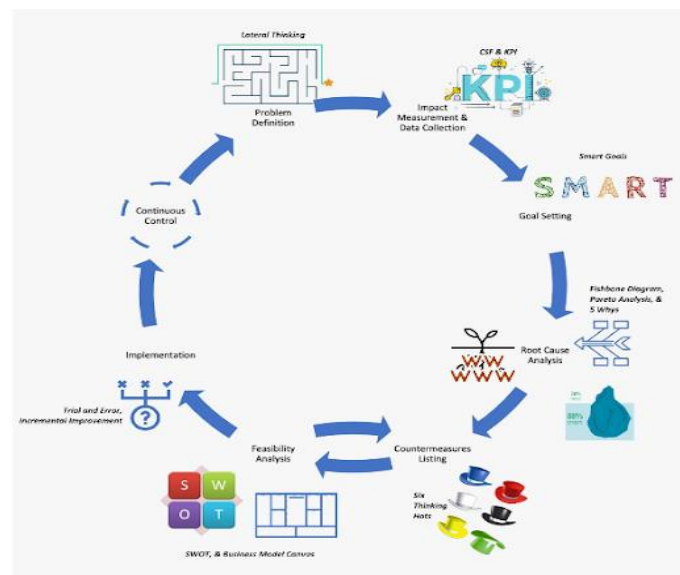 Lateral Thinking
Problem
Definition
CSF & KPI
KPI
Impact
Measurement &
Data Collection
Smart Goals
SMART
Goal Setting
Fishbone Diagram,
Pareto Analysis, &
5 Whys
Root Cause
Analysis
W W W
W W W
Countermeasures
Listing
Six
Thinking
Hats
Feasibility
Analysis
S W
O T
SWOT, & Business Model Canvas
Implementation
Trial and Error,
Incremental Improvement
?
Continuous
Control